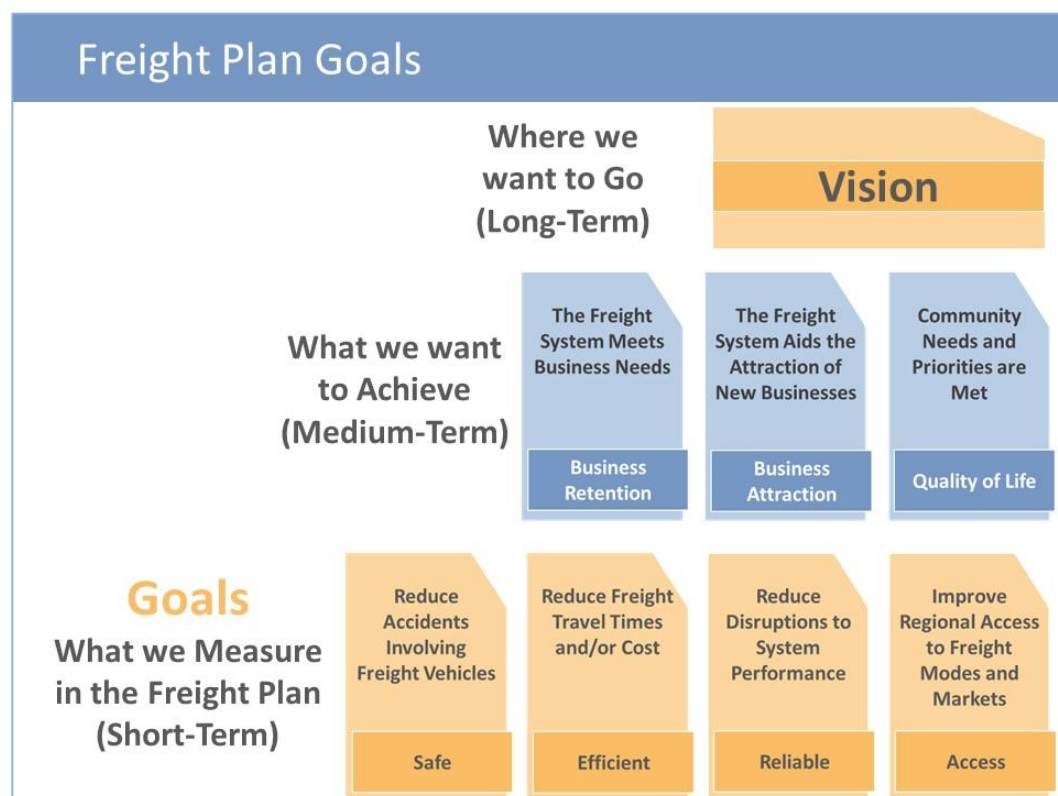 Freight Plan Goals
Where we
want to Go
(Long-Term)
Vision
What we want
to Achieve
(Medium-Term)
The Freight
System Meets
Business Needs
Business
Retention
The Freight
System Aids the
Attraction of
New Businesses
Business
Attraction
Community
Needs and
Priorities are
Met
Quality of Life
Goals
What we Measure
in the Freight Plan
(Short-Term)
Reduce
Accidents
Involving
Freight Vehicles
Safe
Reduce Freight
Travel Times
and/or Cost
Efficient
Reduce
Disruptions to
System
Performance
Reliable
Improve
Regional Access
to Freight
Modes and
Markets
Access